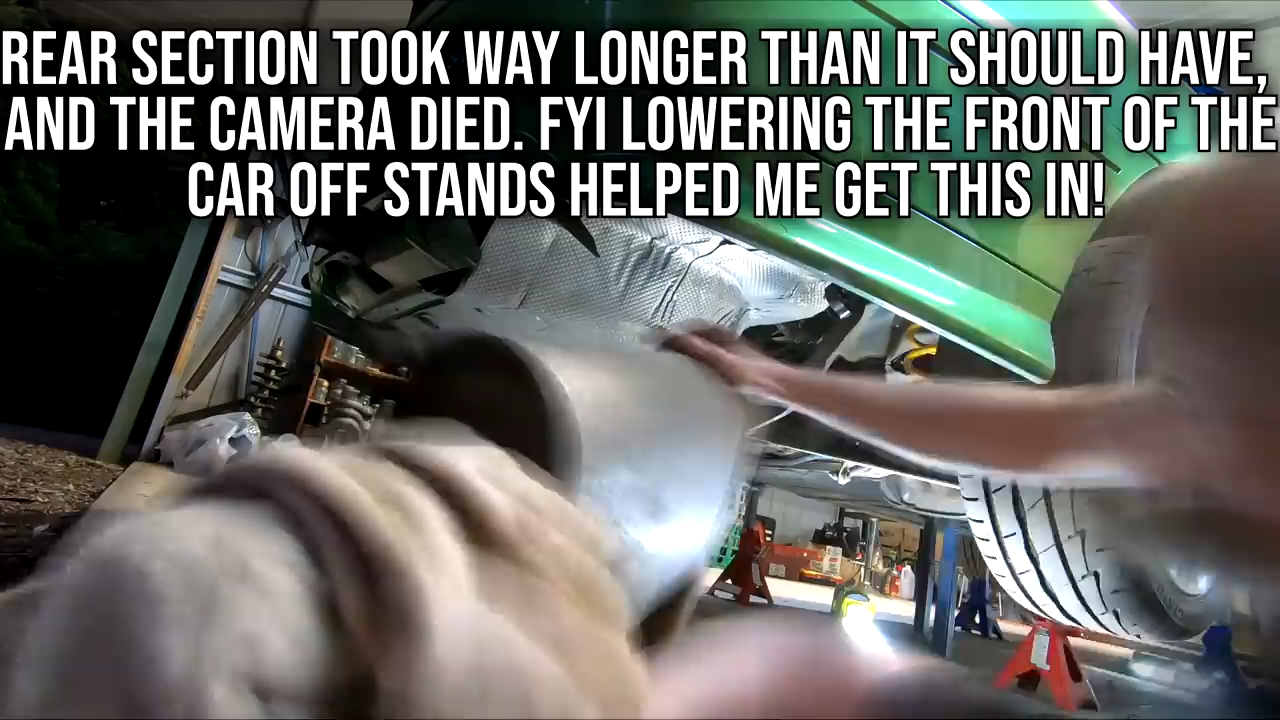 REAR SECTION TOOK WAY LONGER THAN IT SHOULD HAVE,
AND THE CAMERA DIED. FYI LOWERING THE FRONT OF THE
CAR OFF STANDS HELPED ME GET THIS IN!